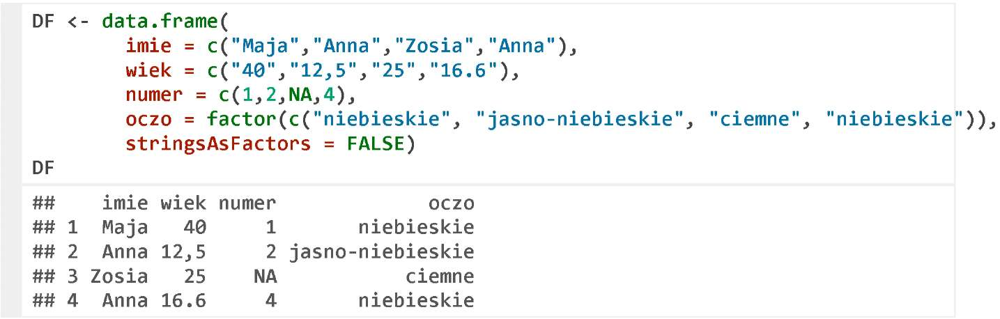 DF <- data.frame(
        imie = c("Maja","Anna","Zosia","Anna"),
        wiek = c("40","12,5","25","16.6"),
        numer = c(1,2,NA,4),
        oczo = factor(c("niebieskie", "jasno-niebieskie", "ciemne", "niebieskie")),
        stringsAsFactors = FALSE)
DF
##    imie wiek numer             oczo
## 1  Maja   40     1       niebieskie
## 2  Anna 12,5     2 jasno-niebieskie
## 3 Zosia   25    NA           ciemne
## 4  Anna 16.6     4       niebieskie